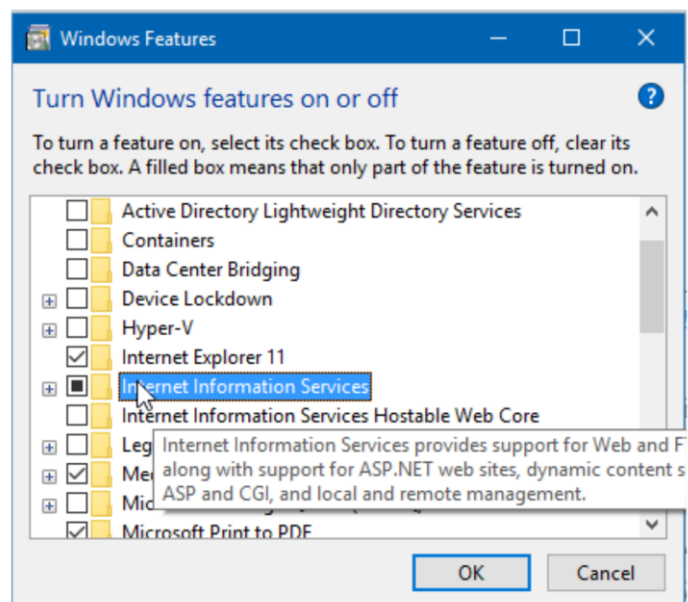 Windows Features
Turn Windows features on or off
To turn a feature on, select its check box. To turn a feature off, clear its
check box. A filled box means that only part of the feature is turned on.
Active Directory Lightweight Directory Services
Containers
Data Center Bridging
Device Lockdown
Hyper-V
Internet Explorer 11
Internet Information Services
Internet Information Services Hostable Web Core
Leg
Internet Information Services provides support for Web and F
along with support for ASP.NET web sites, dynamic content s
ASP and CGI, and local and remote management.
Microsoft Print to PDF
OK
Cancel